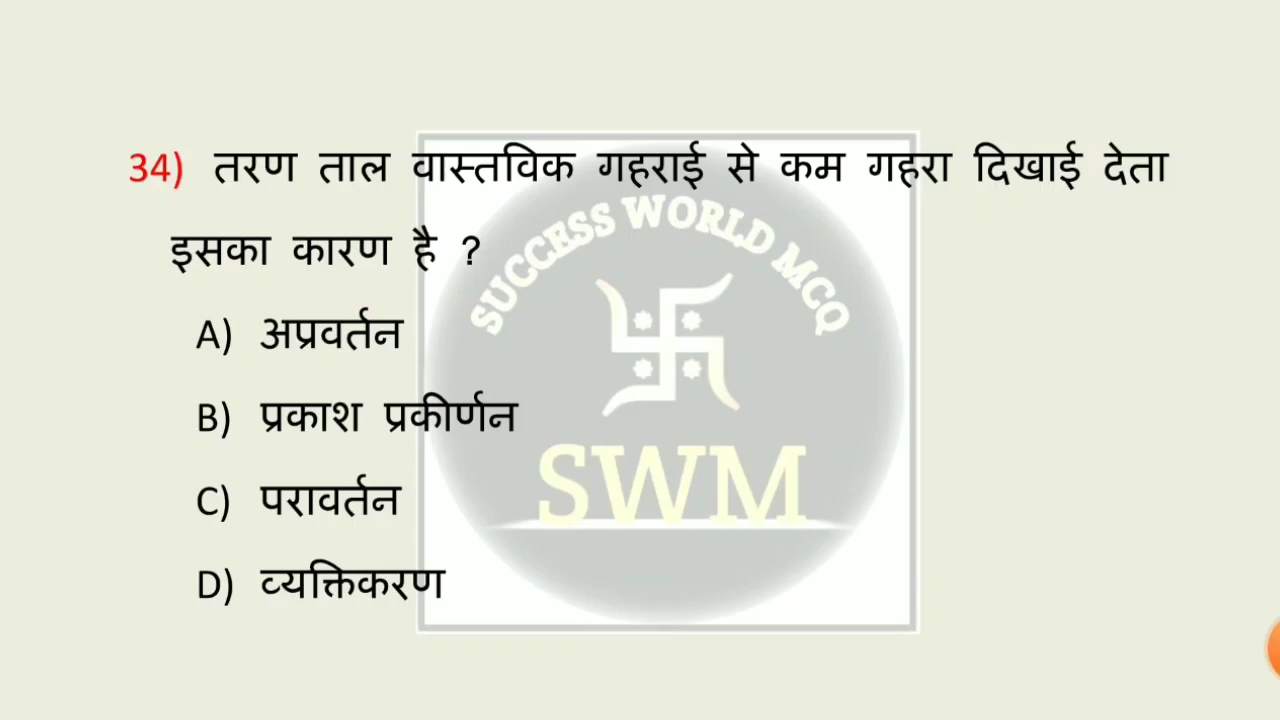 34) तरण ताल वास्तविक गहराई से कम गहरा दिखाई देता
इसका कारण है ?
SUCCESS WORLD MCQ
A) अप्रवर्तन
B) प्रकाश प्रकीर्णन
SWM
C) परावर्तन
D) व्यक्तिकरण